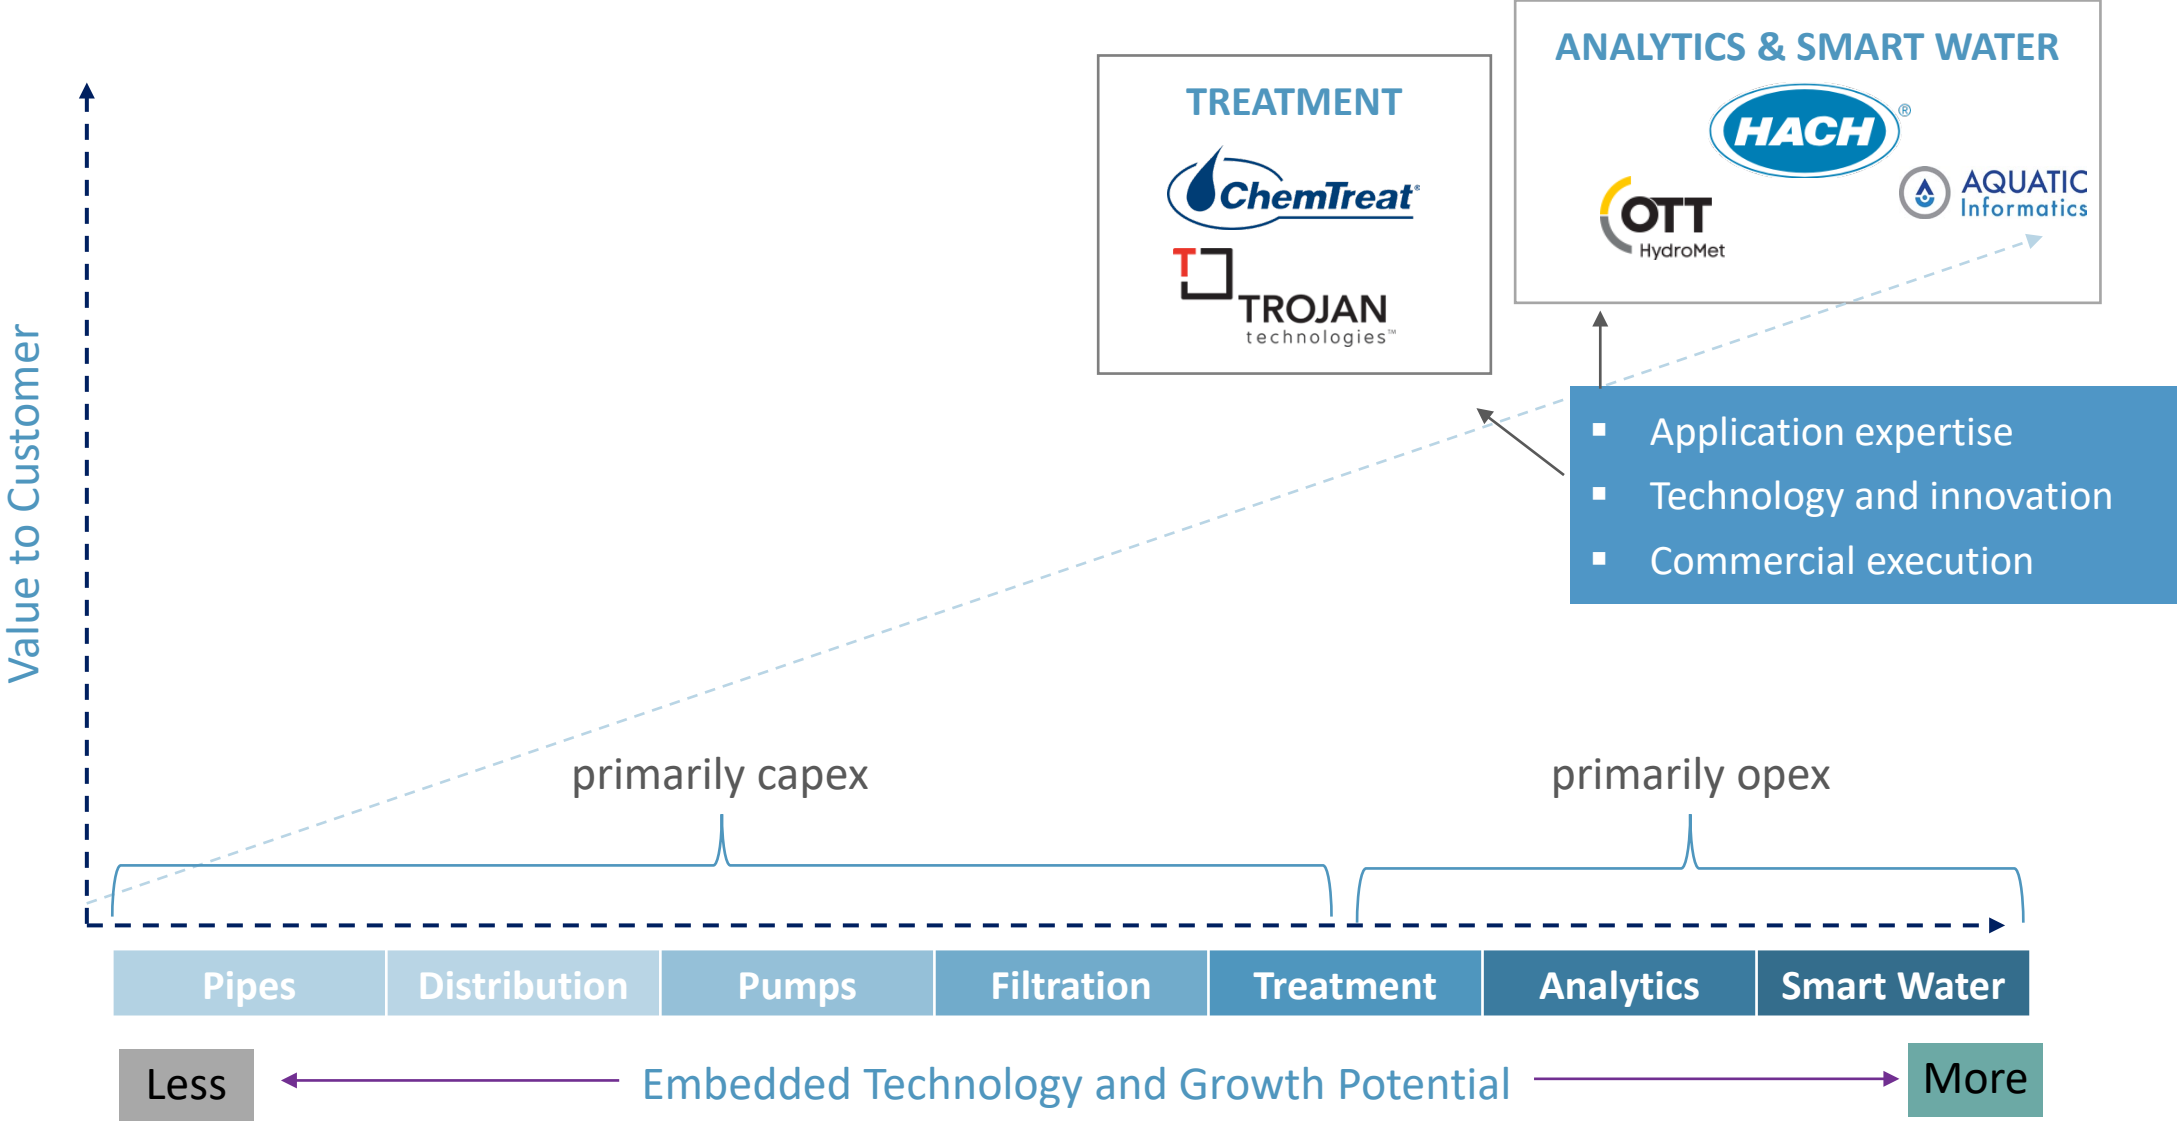 ANALYTICS & SMART WATER
HACH®
OTT
HydroMet
AQUATIC
Informatics
TREATMENT
ChemTreat®
T
TROJAN
technologies™
Application expertise
Technology and innovation
Commercial execution
Value to Customer
primarily capex
primarily opex
Pipes
Distribution
Pumps
Filtration
Treatment
Analytics
Smart Water
Less
Embedded Technology and Growth Potential
More